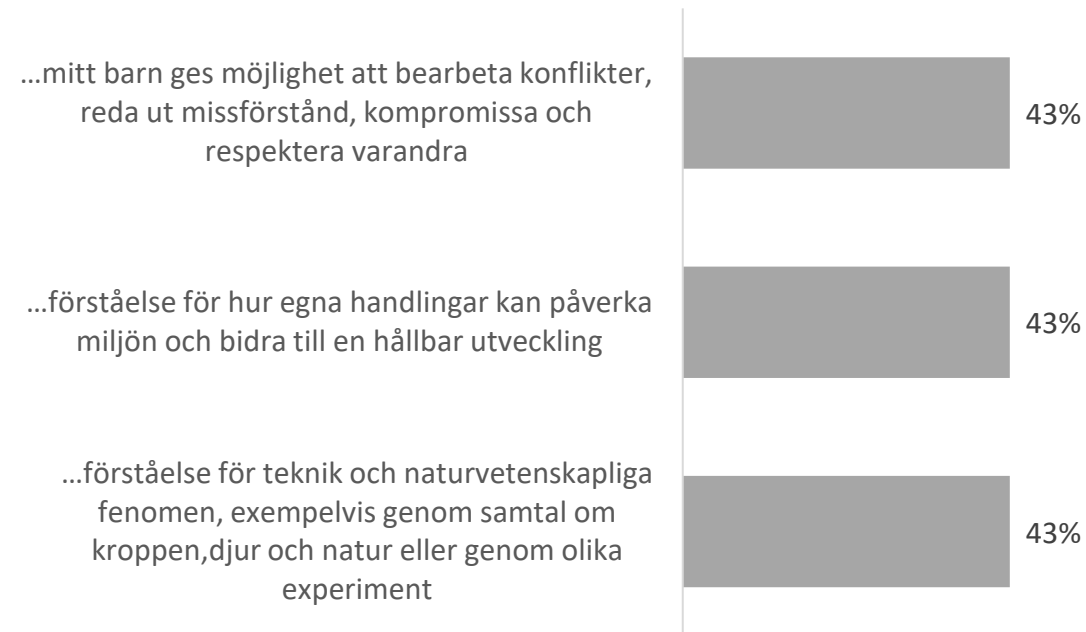 …mitt barn ges möjlighet att bearbeta konflikter,
reda ut missförstånd, kompromissa och
respektera varandra
43%
…förståelse för hur egna handlingar kan påverka
miljön och bidra till en hållbar utveckling
43%
…förståelse för teknik och naturvetenskapliga
fenomen, exempelvis genom samtal om
kroppen,djur och natur eller genom olika
experiment
43%